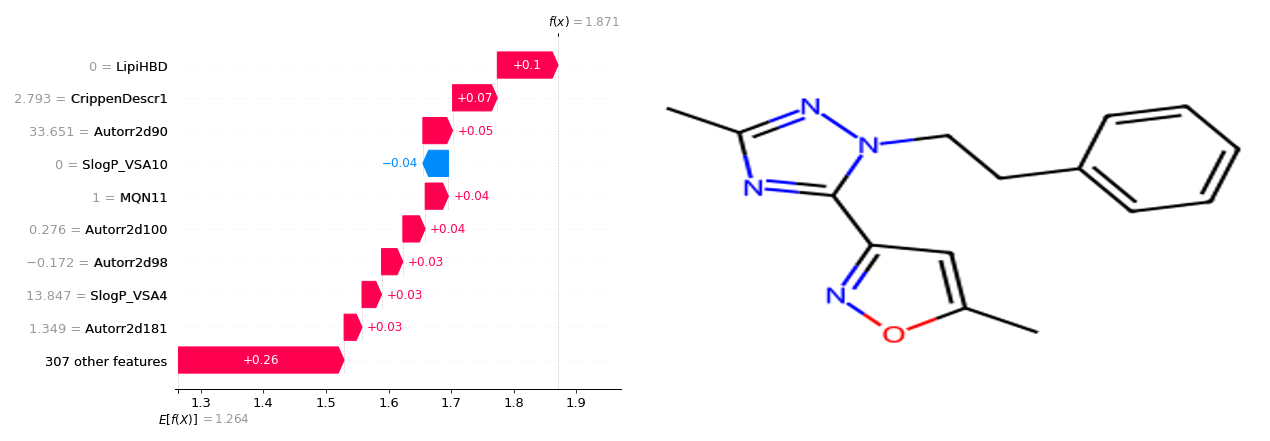 f(x) = 1.871
0 = LipiHBD
+0.1
2.793 = CrippenDescr1
+0.07
33.651 = Autorr2d90
+0.05
0 = SlogP_VSA10
−0.04
1 = MQN11
+0.04
0.276 = Autorr2d100
+0.04
−0.172 = Autorr2d98
+0.03
13.847 = SlogP_VSA4
+0.03
1.349 = Autorr2d181
+0.03
307 other features
+0.26
1.3 1.4 1.5 1.6 1.7 1.8 1.9
E[f(X)] = 1.264
N
N
N
N
O